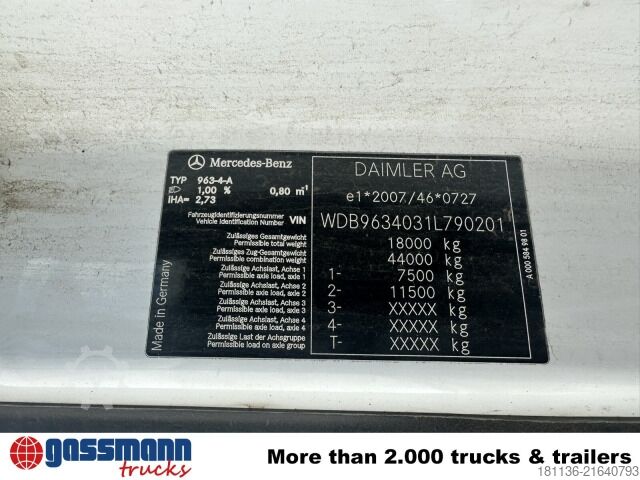 Mercedes-Benz
TYP 963-4-A
1,00 % 0,80 m¹
IHA= 2,73
Fahrzeugidentifizierungsnummer
Vehicle Identification Number VIN
Zulässiges Gesamtgewicht
Permissible total weight
Zulässiges Zug-Gesamtgewicht
Permissible combination weight
Zulässige Achslast, Achse 1
Permissible axle load, axle 1
Zulässige Achslast, Achse 2
Permissible axle load, axle 2
Zulässige Achslast, Achse 3
Permissible axle load, axle 3
Zulässige Achslast, Achse 4
Permissible axle load, axle 4
Zulässige Last der Achsgruppe
Permissible load on axle group
Made in Germany
DAIMLER AG
e1*2007/46*0727
WDB9634031L790201
18000 kg
44000 kg
1- 7500 kg
2- 11500 kg
3- XXXXX kg
4- XXXXX kg
T- XXXXX kg
A 000 584 98 01
gassmann
trucks
More than 2.000 trucks & trailers
181136-21640793